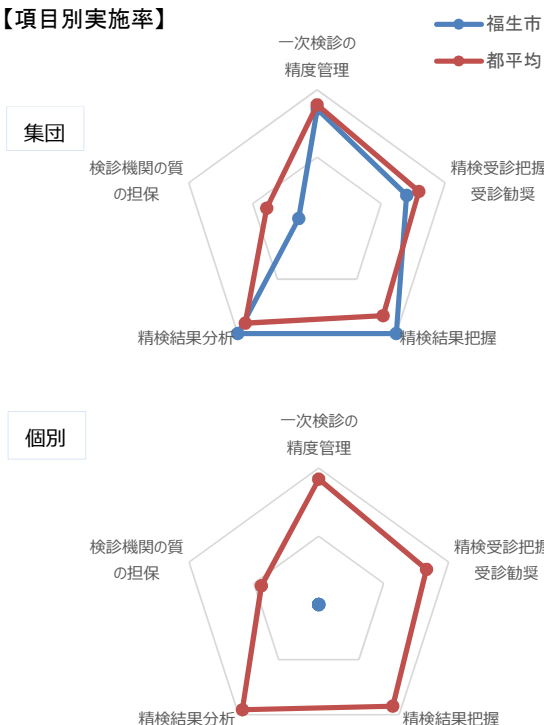 【項目別実施率】
福生市
都平均
集団
一次検診の
精度管理
精検受診把握
受診勧奨
精検結果把握
精検結果分析
検診機関の質
の担保
個別
一次検診の
精度管理
精検受診把握
受診勧奨
精検結果把握
精検結果分析
検診機関の質
の担保